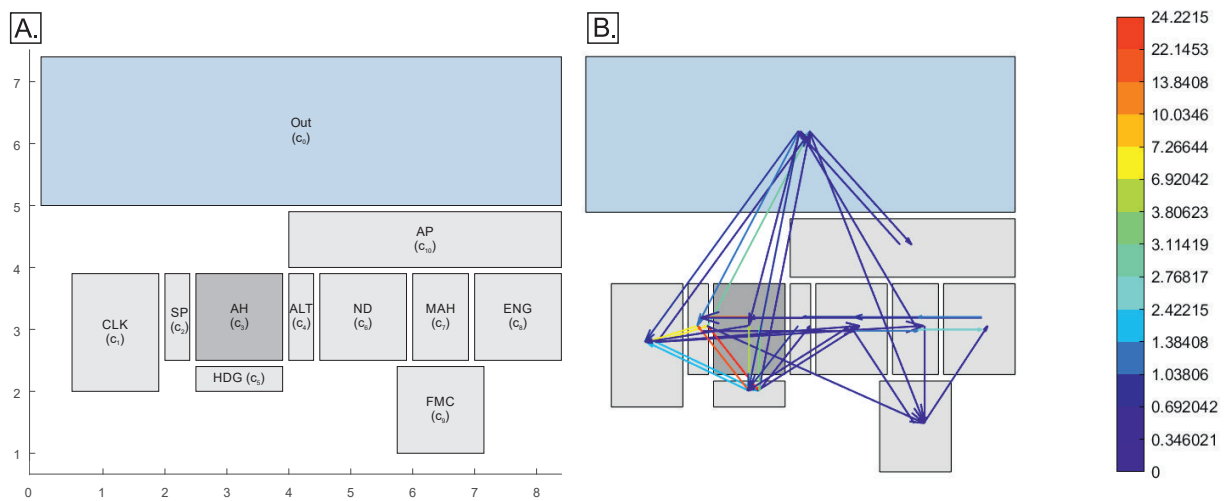 A.
7
6
5
4
3
2
1
0
1
2
3
4
5
6
7
8
Out
(c₀)
AP
(c₁₀)
CLK
(c₁)
SP
(c₂)
AH
(c₃)
ALT
(c₄)
ND
(c₆)
MAH
(c₇)
ENG
(c₈)
HDG (c₅)
FMC
(c₉)
B.
24.2215
22.1453
13.8408
10.0346
7.26644
6.92042
3.80623
3.11419
2.76817
2.42215
1.38408
1.03806
0.692042
0.346021
0